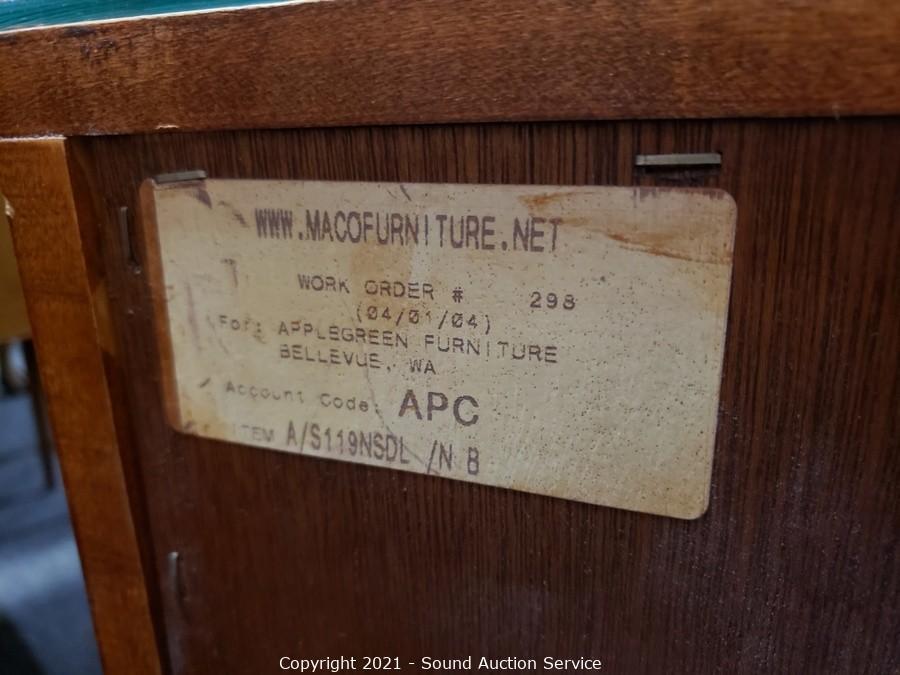 WWW.MACOFURNITURE.NET
WORK ORDER # 298
(04/01/04)
For: APPLEGREEN FURNITURE
BELLEVUE, WA
Account Code: APC
ITEM A/S119NSDL /N B
Copyright 2021 - Sound Auction Service